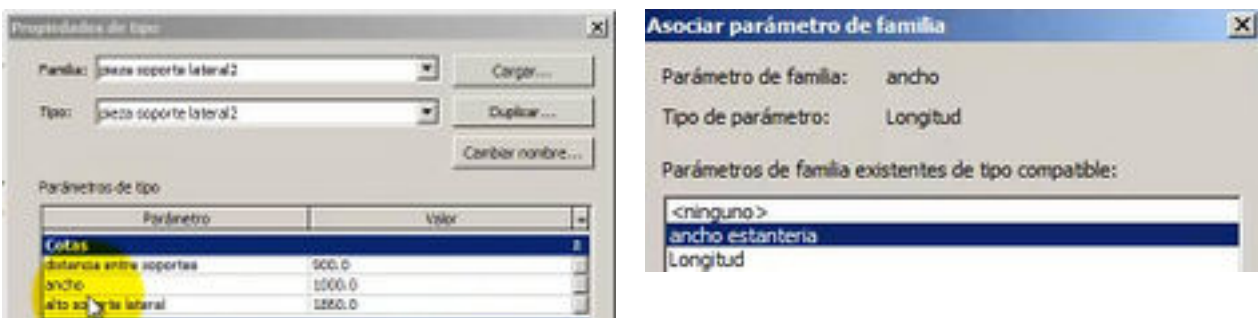 Propiedades de tipo
Familia: pieza soporte lateral2
Cargar...
Tipo: pieza soporte lateral2
Duplicar...
Cambiar nombre...
Parámetros de tipo
Parámetro Valor
Cotas
distancia entre soportes 900.0
ancho 1000.0
alto soporte lateral 1860.0
Asociar parámetro de familia
Parámetro de familia: ancho
Tipo de parámetro: Longitud
Parámetros de familia existentes de tipo compatible:
<ninguno>
ancho estanteria
Longitud